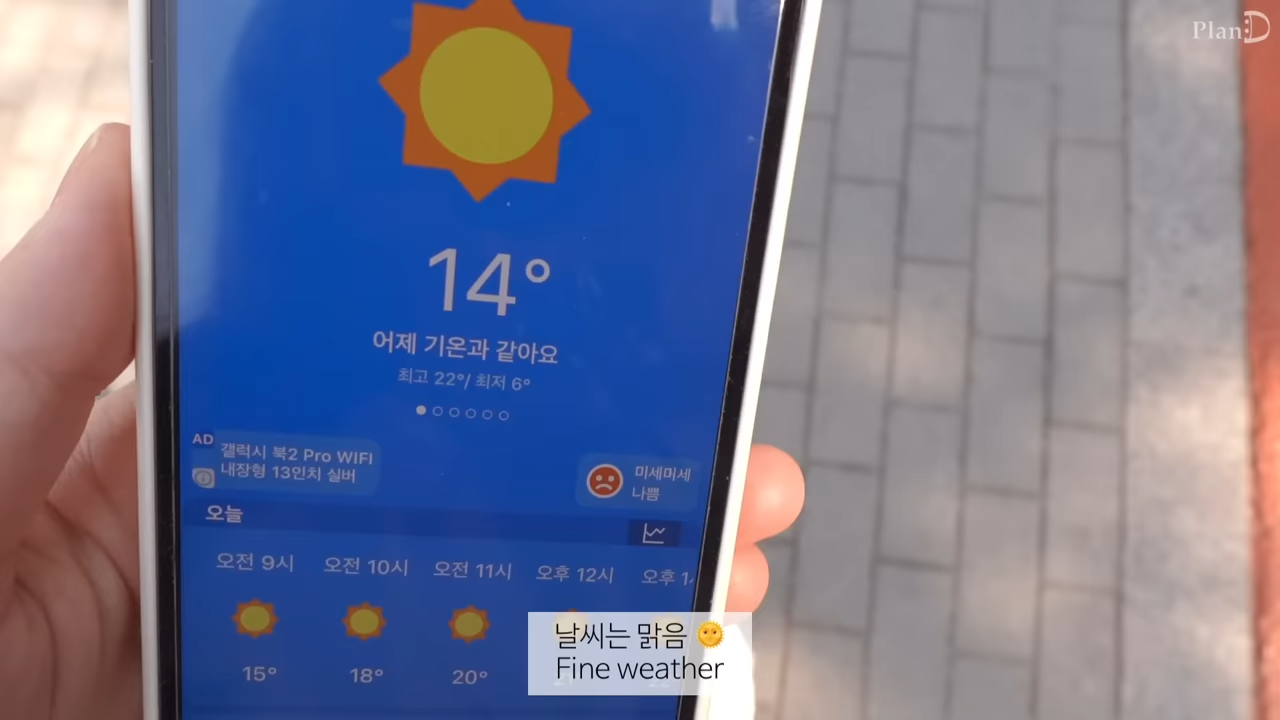 Plan:D
14°
어제 기온과 같아요
최고 22°/ 최저 6°
AD
갤럭시 북2 Pro WIFI
내장형 13인치 실버
미세미세
나쁨
오늘
오전 9시 오전 10시 오전 11시 오후 12시 오후
15° 18° 20°
날씨는 맑음 🌞
Fine weather